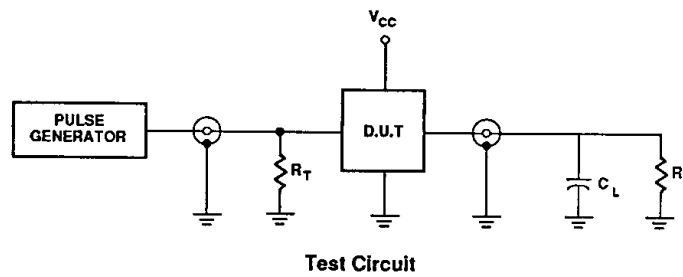 VCC
PULSE
GENERATOR
D.U.T
RT
CL
R
Test Circuit